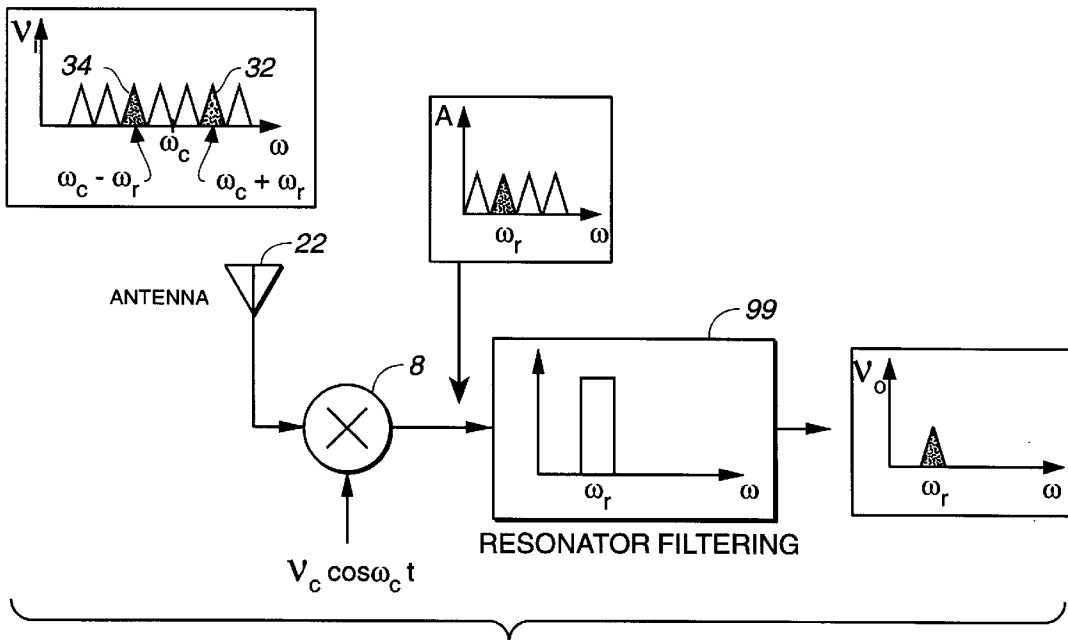 V_i
34
32
ω_c
ω
ω_c - ω_r
ω_c + ω_r
A
ω_r
ω
22
ANTENNA
99
8
V_o
ω_r
ω
ω_r
ω
RESONATOR FILTERING
V_c cosω_c t